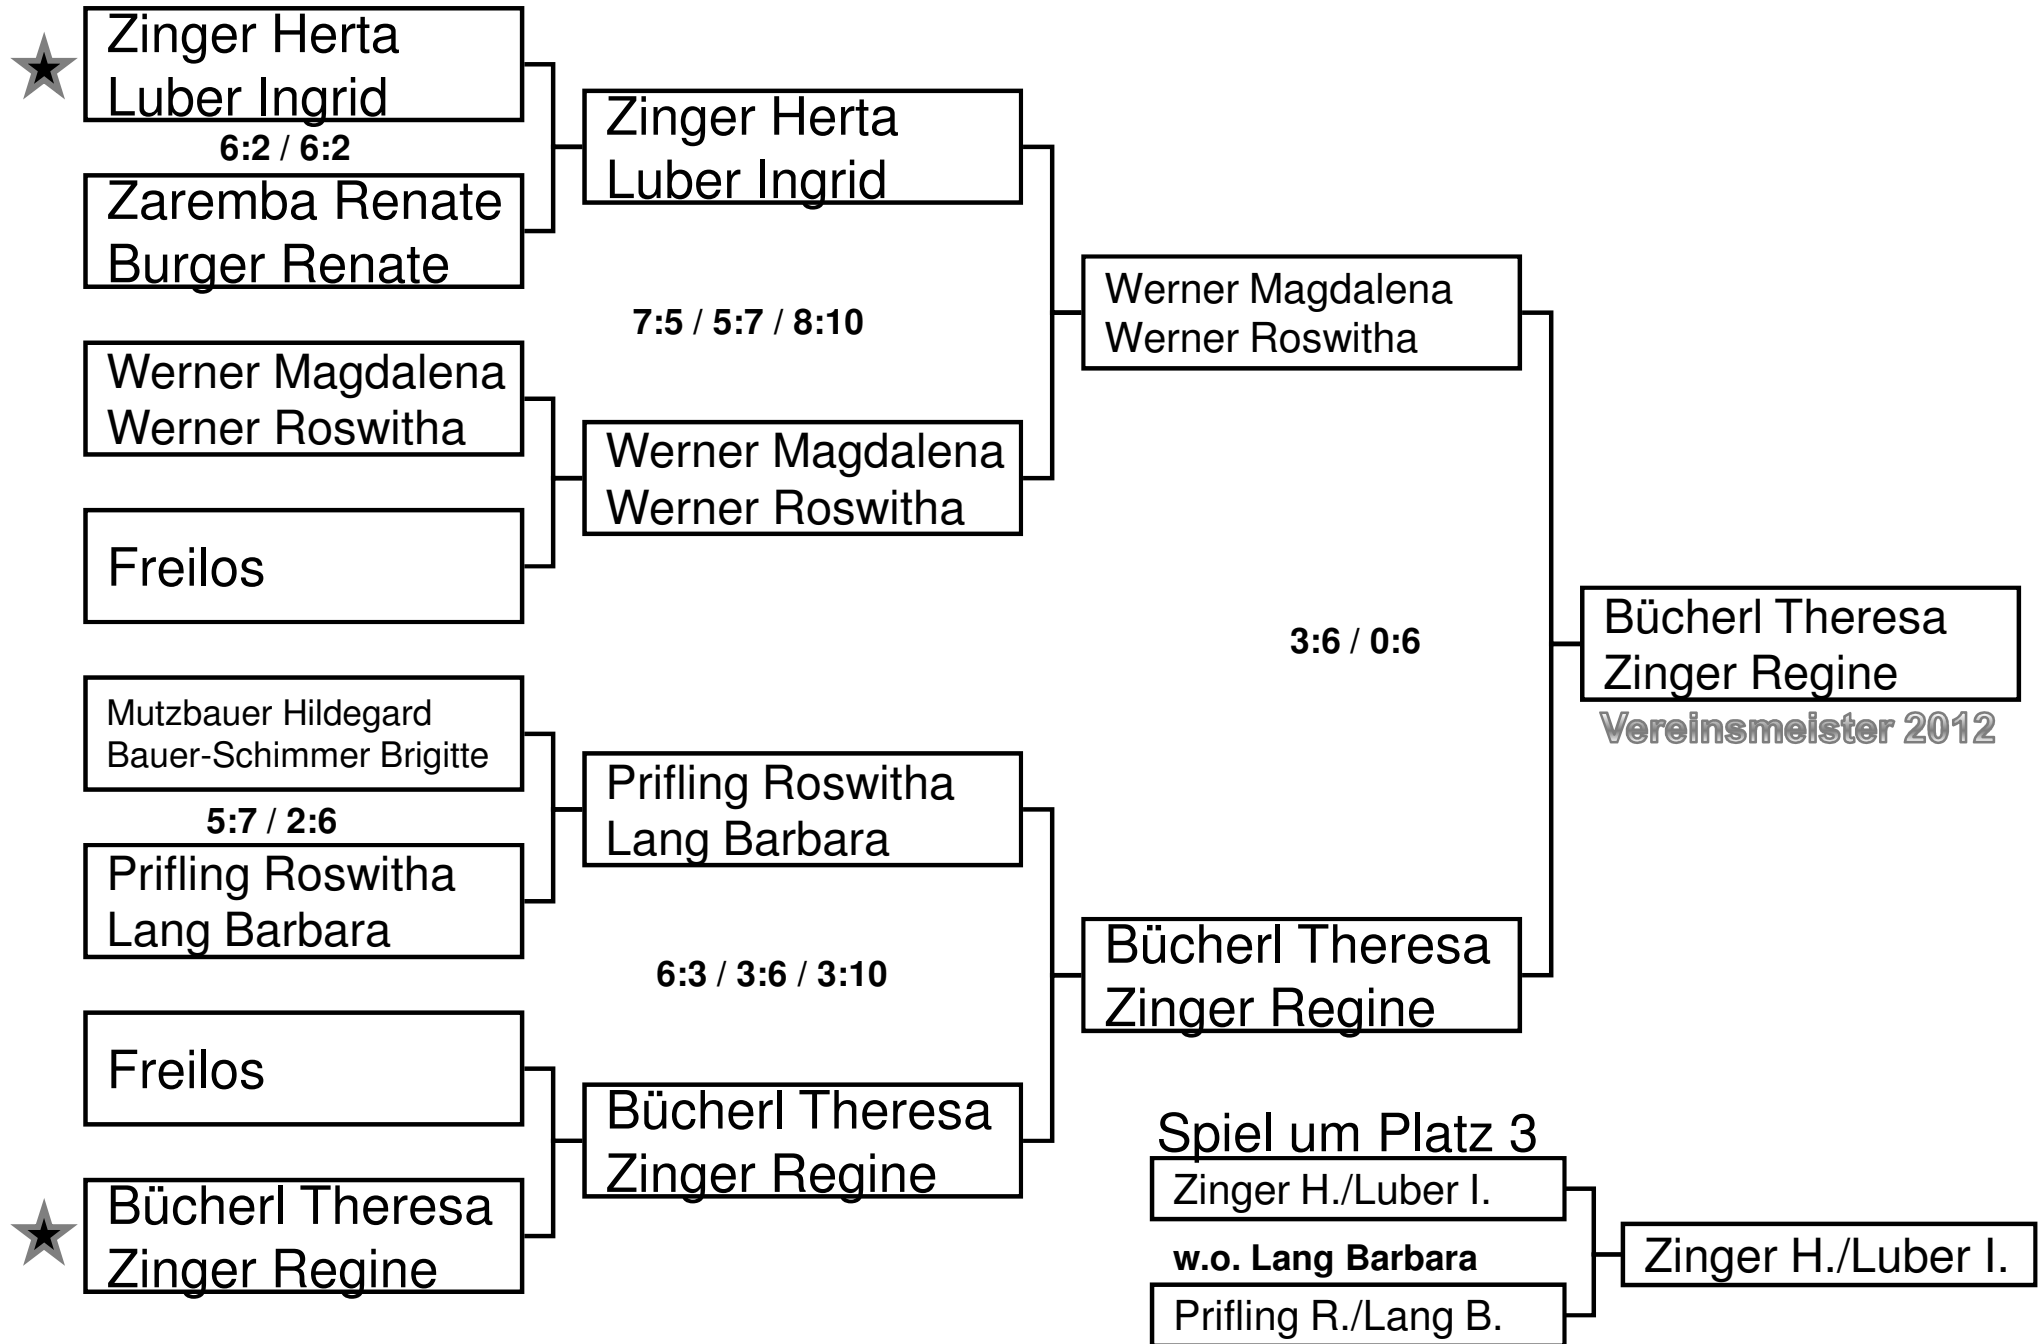 Zinger Herta
Luber Ingrid
6:2 / 6:2
Zaremba Renate
Burger Renate
Werner Magdalena
Werner Roswitha
Freilos
Mutzbauer Hildegard
Bauer-Schimmer Brigitte
5:7 / 2:6
Prifling Roswitha
Lang Barbara
Freilos
Bücherl Theresa
Zinger Regine
Zinger Herta
Luber Ingrid
7:5 / 5:7 / 8:10
Werner Magdalena
Werner Roswitha
Prifling Roswitha
Lang Barbara
6:3 / 3:6 / 3:10
Bücherl Theresa
Zinger Regine
Werner Magdalena
Werner Roswitha
3:6 / 0:6
Bücherl Theresa
Zinger Regine
Bücherl Theresa
Zinger Regine
Vereinsmeister 2012
Spiel um Platz 3
Zinger H./Luber I.
w.o. Lang Barbara
Prifling R./Lang B.
Zinger H./Luber I.